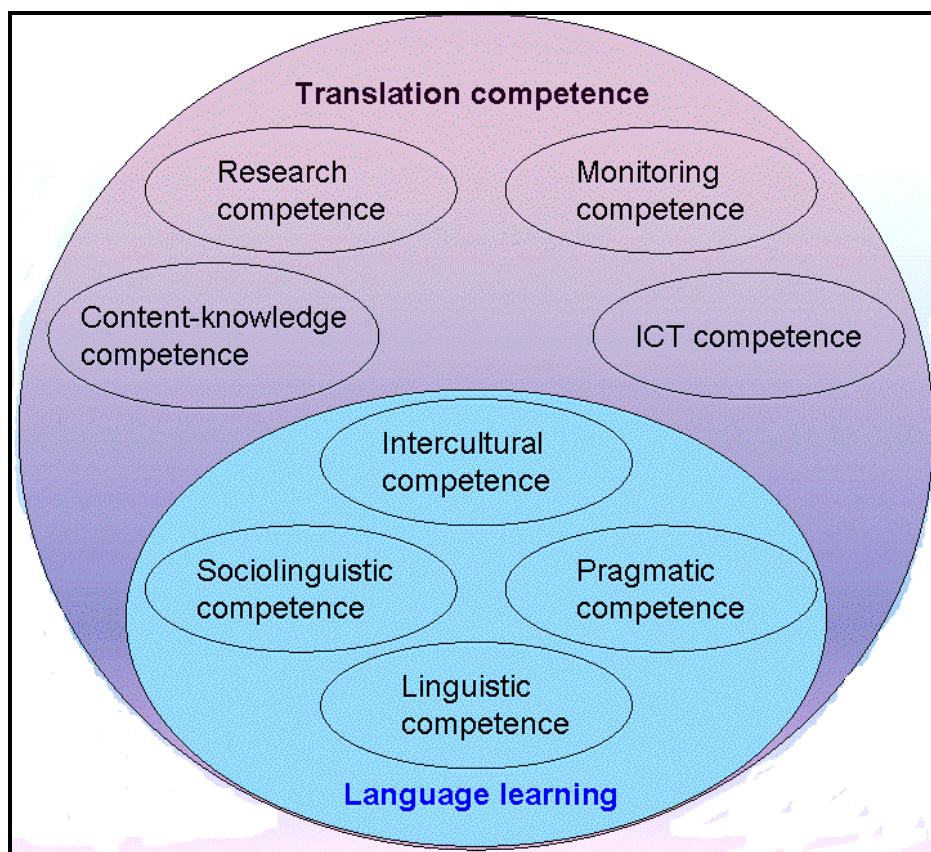 Translation competence
Research
competence
Monitoring
competence
Content-knowledge
competence
ICT competence
Intercultural
competence
Sociolinguistic
competence
Pragmatic
competence
Linguistic
competence
Language learning